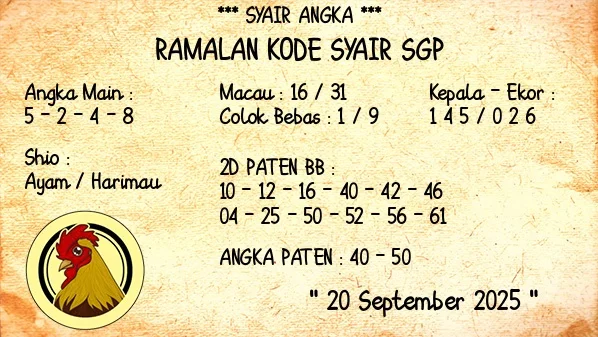 *** SYAIR ANGKA ***
RAMALAN KODE SYAIR SGP
Angka Main :
5 - 2 - 4 - 8
Shio :
Ayam / Harimau
Macau : 16 / 31
Colok Bebas : 1 / 9
Kepala - Ekor :
1 4 5 / 0 2 6
2D PATEN BB :
10 - 12 - 16 - 40 - 42 - 46
04 - 25 - 50 - 52 - 56 - 61
ANGKA PATEN : 40 - 50
" 20 September 2025 "